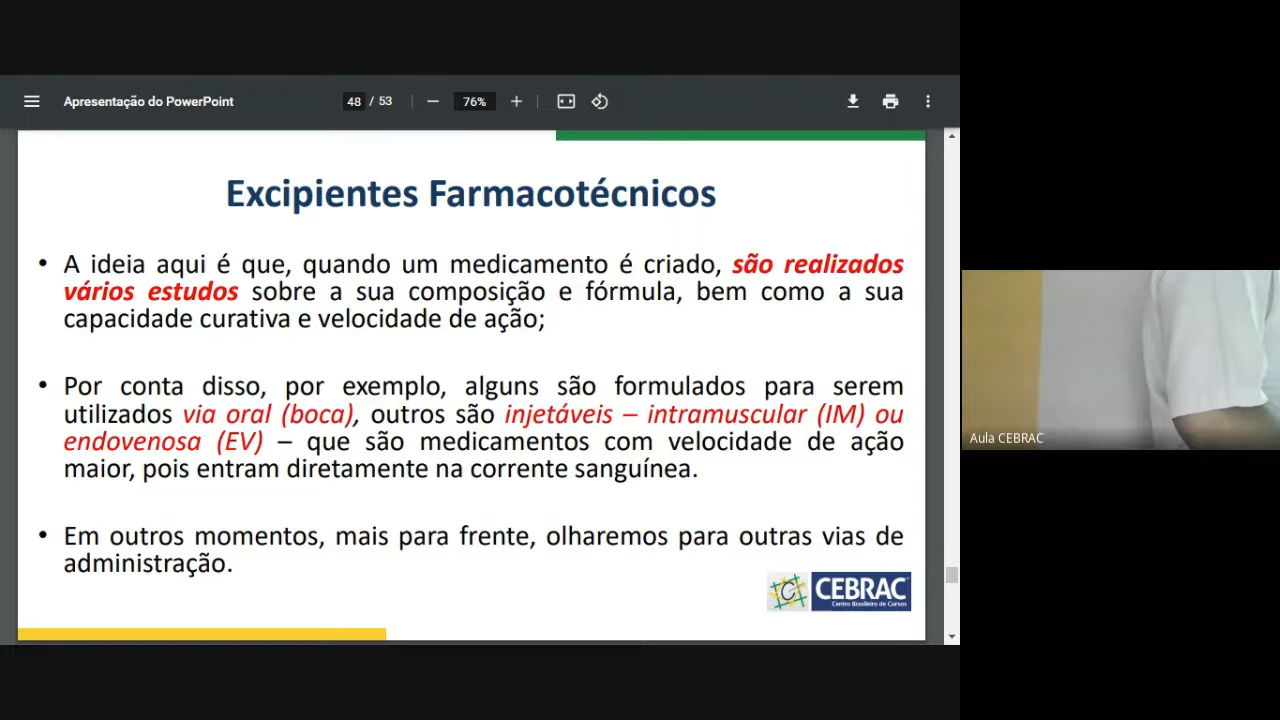 Apresentação do PowerPoint
48 / 53
76%
Excipientes Farmacotécnicos
• A ideia aqui é que, quando um medicamento é criado, são realizados
vários estudos sobre a sua composição e fórmula, bem como a sua
capacidade curativa e velocidade de ação;
• Por conta disso, por exemplo, alguns são formulados para serem
utilizados via oral (boca), outros são injetáveis – intramuscular (IM) ou
endovenosa (EV) – que são medicamentos com velocidade de ação
maior, pois entram diretamente na corrente sanguínea.
• Em outros momentos, mais para frente, olharemos para outras vias de
administração.
C CEBRAC
Centro Brasileiro de Cursos
Aula CEBRAC